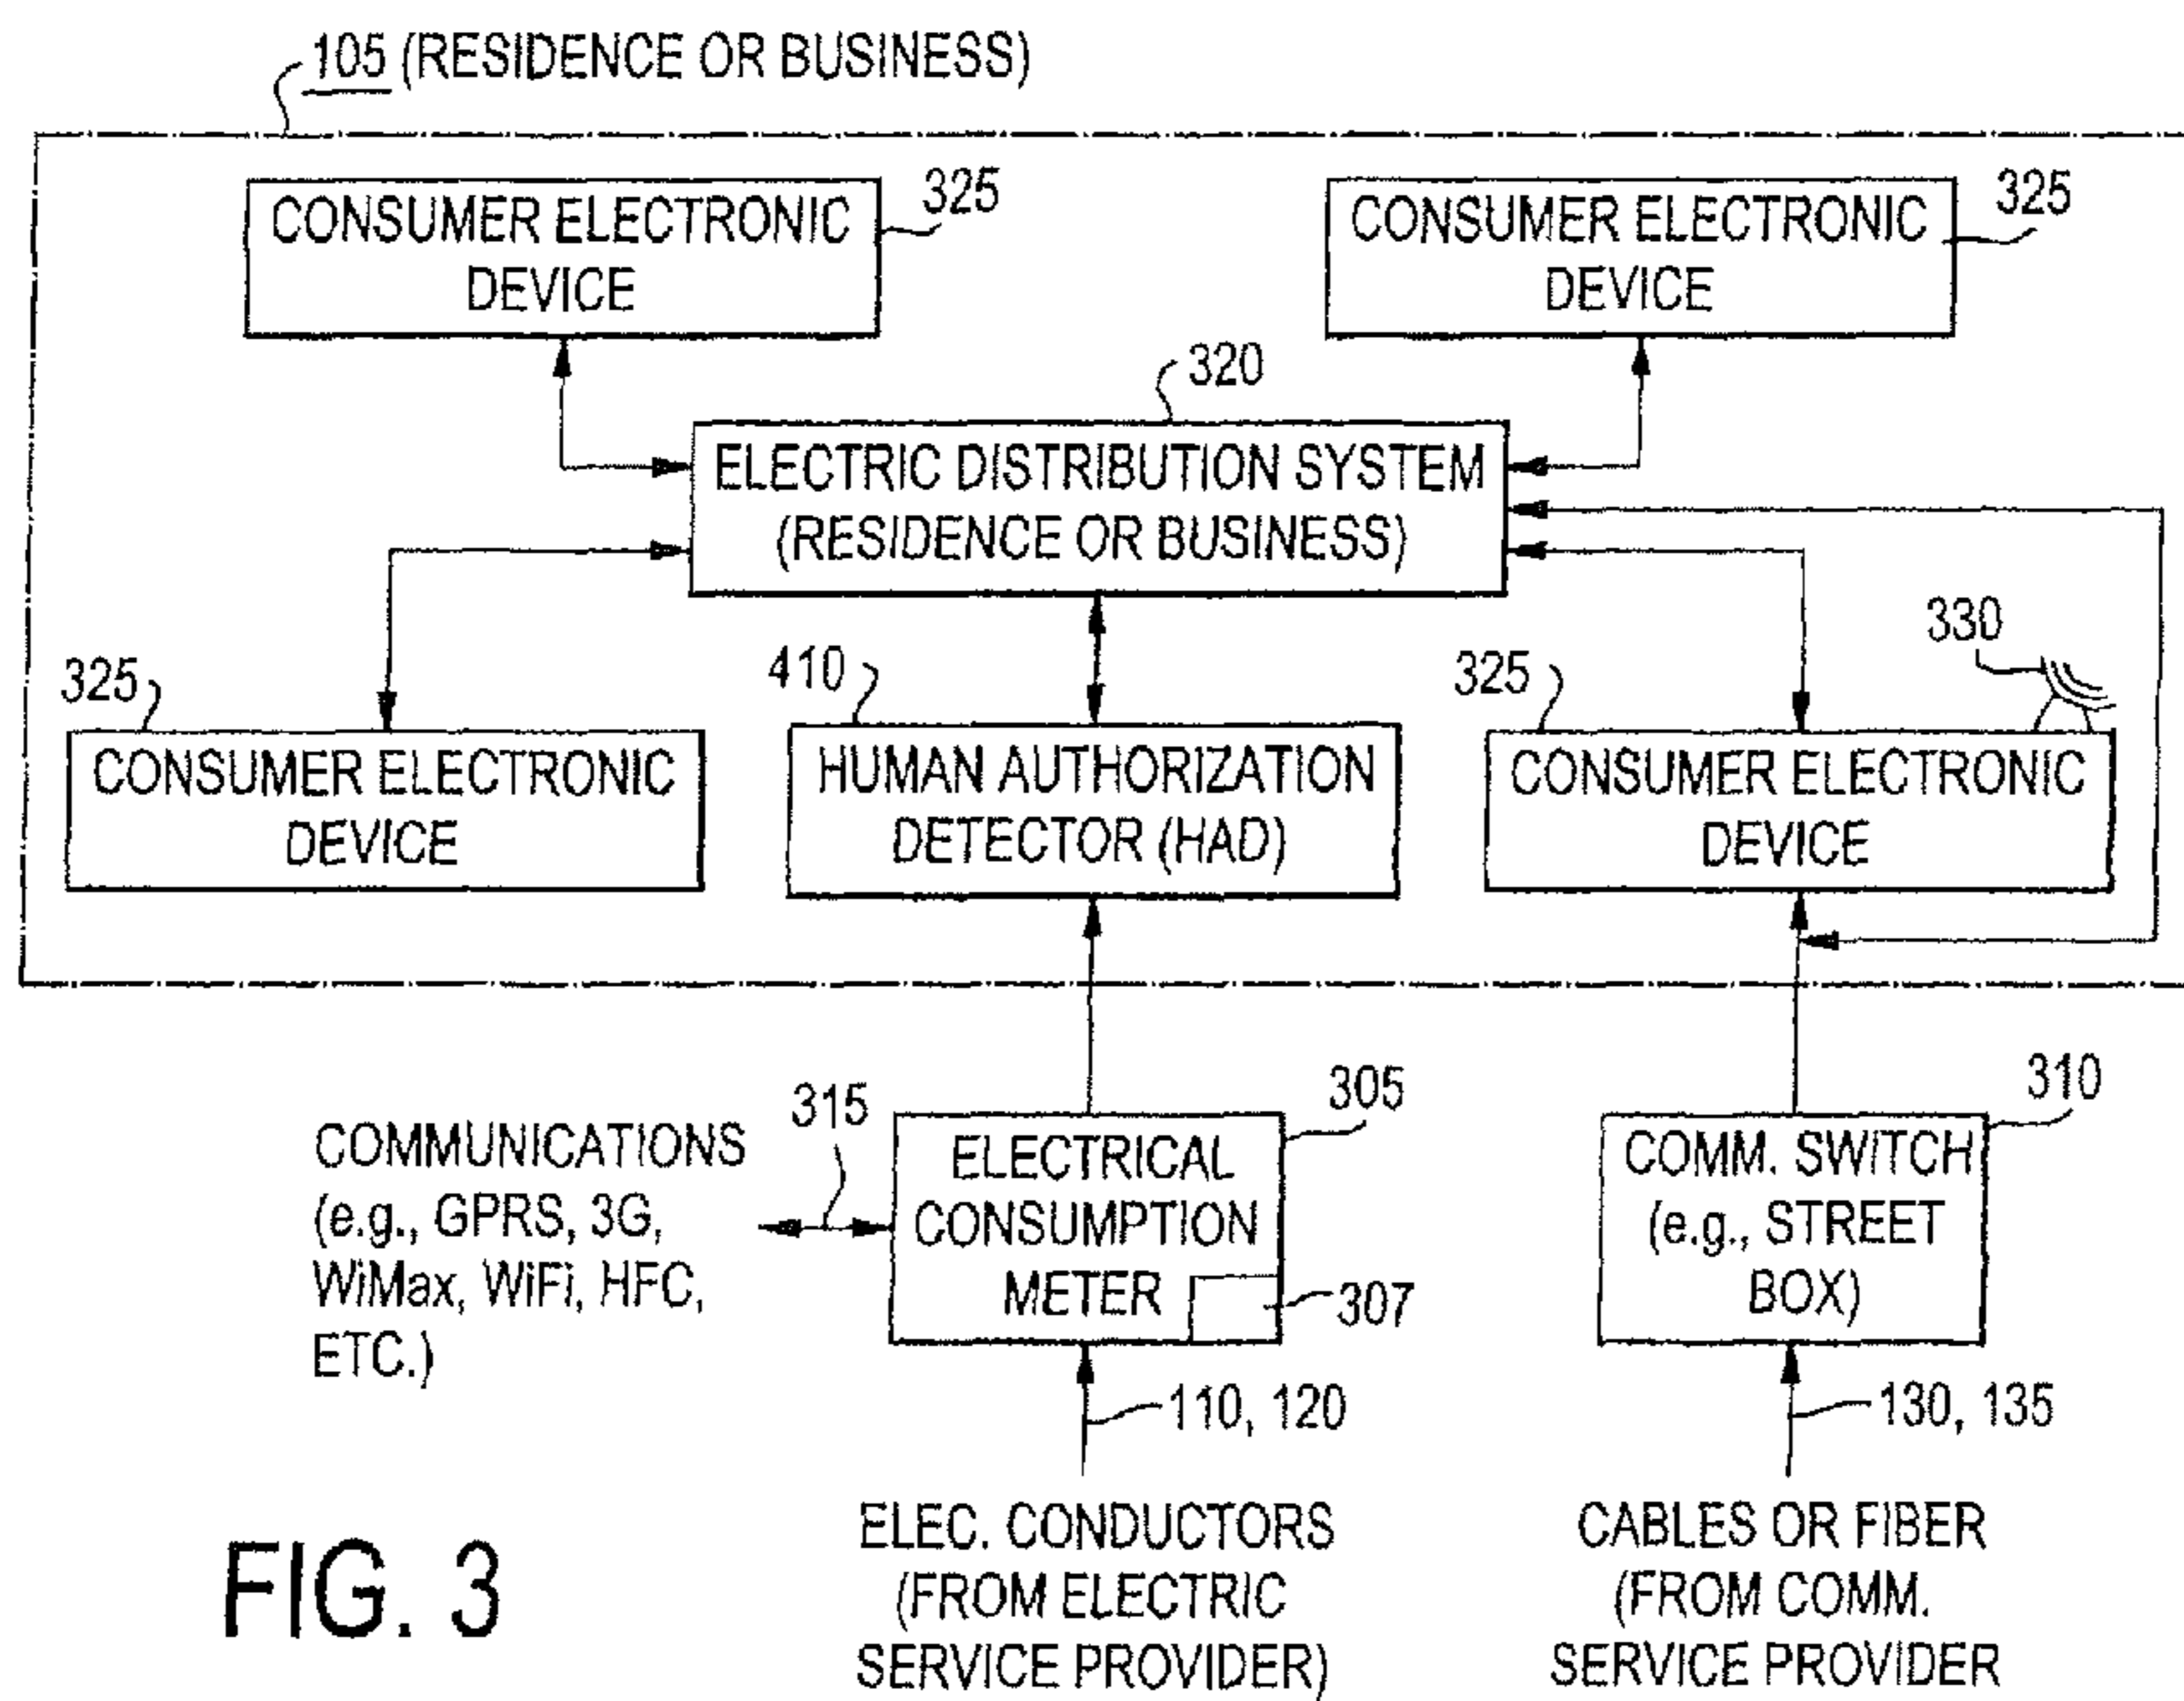 105 (RESIDENCE OR BUSINESS)
CONSUMER ELECTRONIC
DEVICE
325
CONSUMER ELECTRONIC
DEVICE
325
320
ELECTRIC DISTRIBUTION SYSTEM
(RESIDENCE OR BUSINESS)
325
CONSUMER ELECTRONIC
DEVICE
410
HUMAN AUTHORIZATION
DETECTOR (HAD)
325
330
CONSUMER ELECTRONIC
DEVICE
COMMUNICATIONS
(e.g., GPRS, 3G,
WiMax, WiFi, HFC,
ETC.)
315
305
ELECTRICAL
CONSUMPTION
METER
307
310
COMM. SWITCH
(e.g., STREET
BOX)
110, 120
130, 135
ELEC. CONDUCTORS
(FROM ELECTRIC
SERVICE PROVIDER)
CABLES OR FIBER
(FROM COMM.
SERVICE PROVIDER
FIG. 3